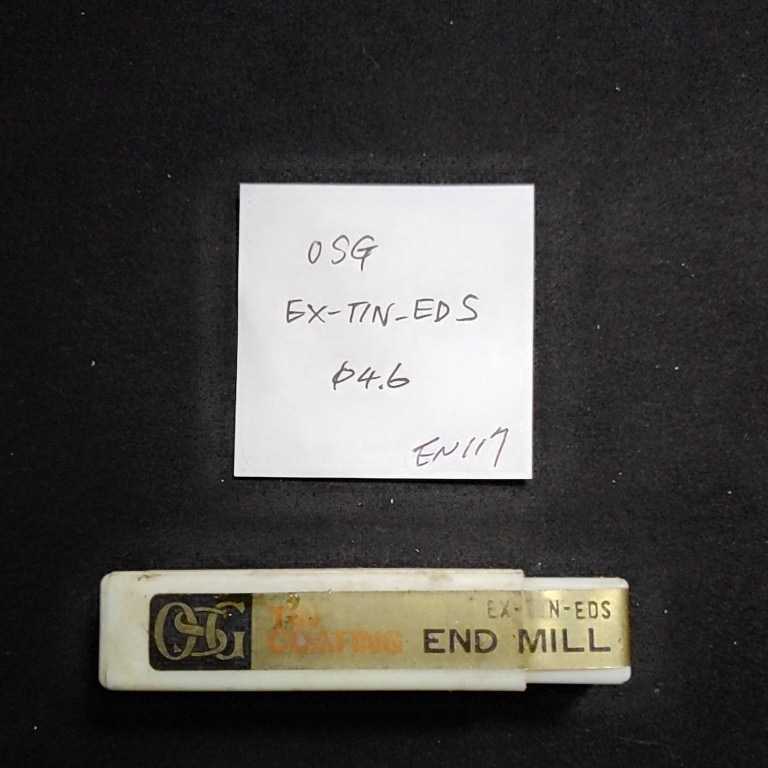 OSG
EX-TIN-EDS
φ4.6
EN117
OSG
TiN
COATING
EX-TIN-EDS
END MILL